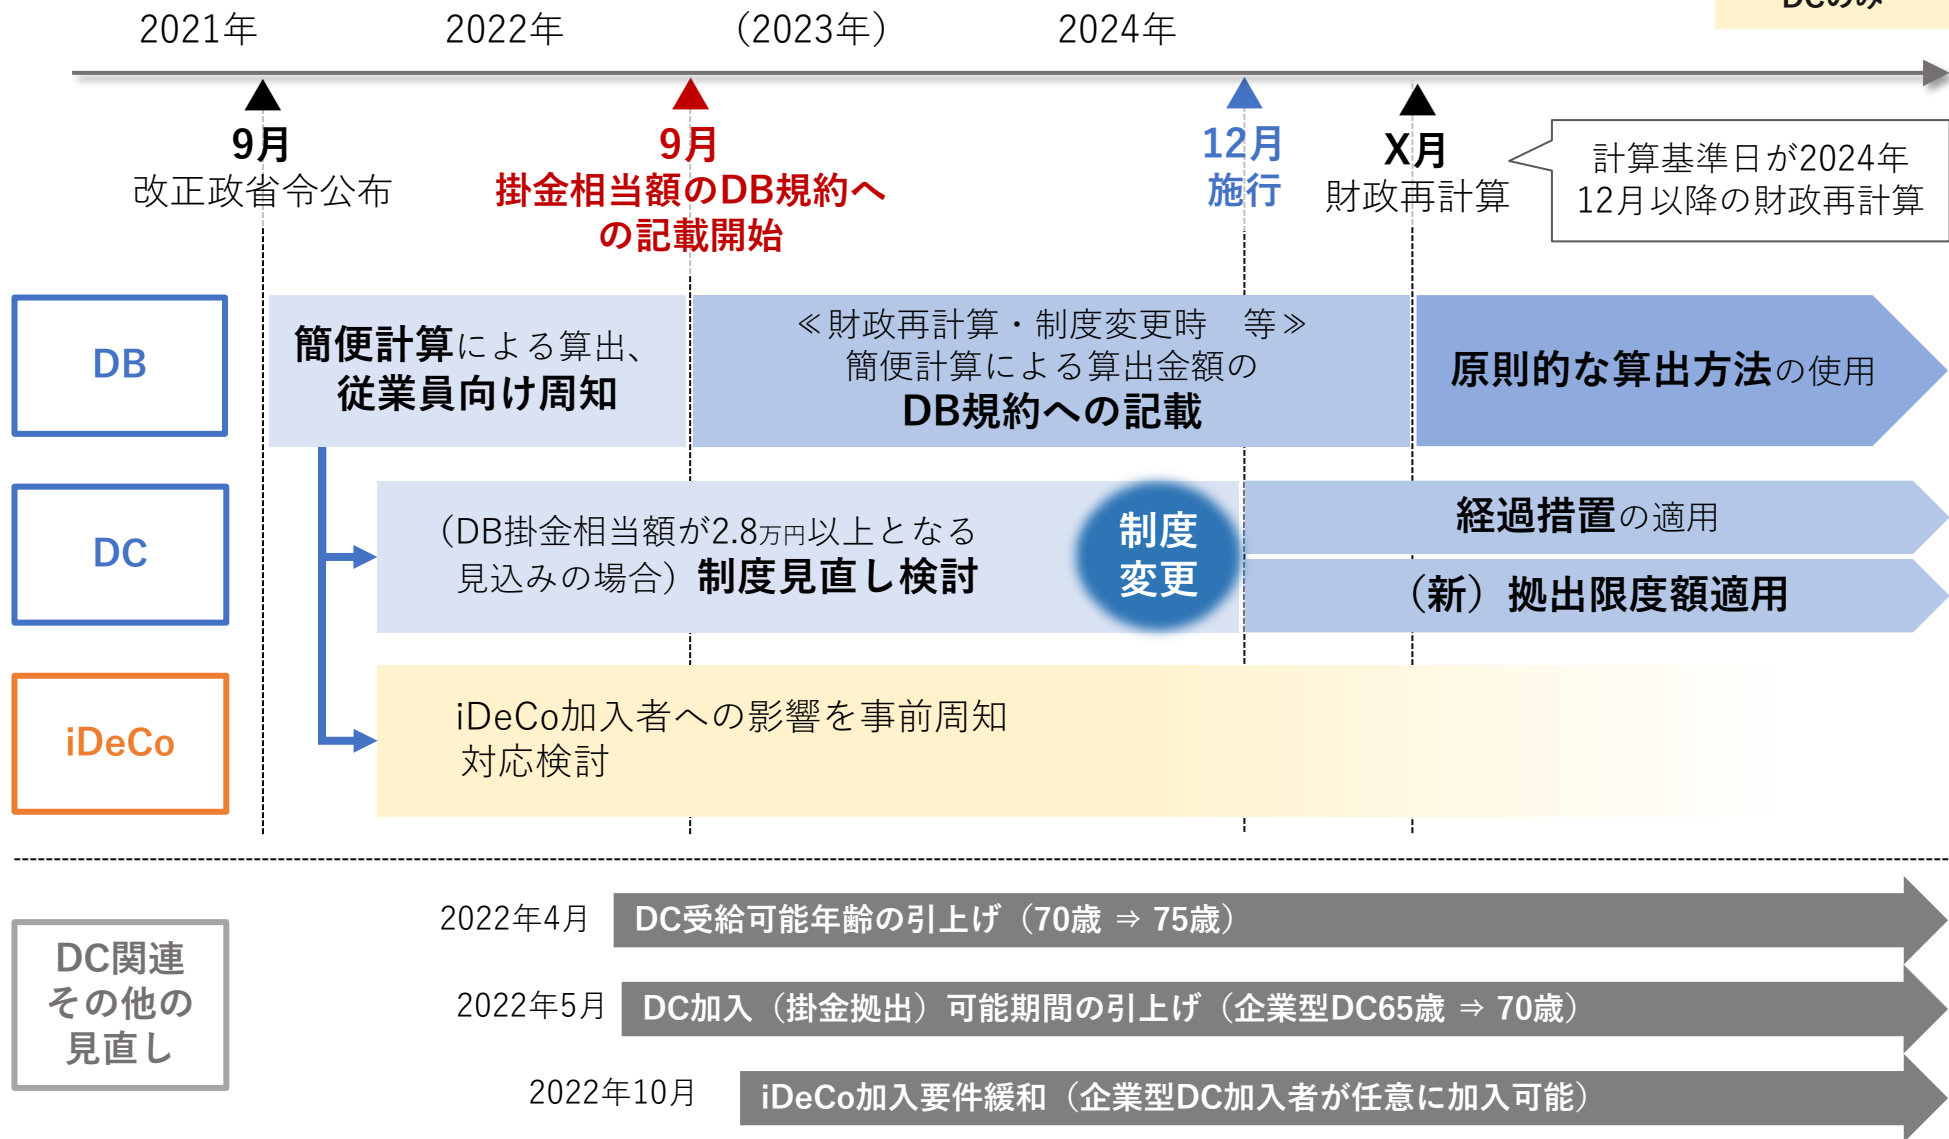 DCのみ
2021年
2022年
（2023年）
2024年
9月
改正政省令公布
9月
掛金相当額のDB規約へ
の記載開始
12月
施行
X月
財政再計算
計算基準日が2024年
12月以降の財政再計算
DB
簡便計算による算出、
従業員向け周知
≪財政再計算・制度変更時　等≫
簡便計算による算出金額の
DB規約への記載
原則的な算出方法の使用
DC
（DB掛金相当額が2.8万円以上となる
見込みの場合）制度見直し検討
制度
変更
経過措置の適用
（新）拠出限度額適用
iDeCo
iDeCo加入者への影響を事前周知
対応検討
DC関連
その他の
見直し
2022年4月
DC受給可能年齢の引上げ（70歳 ⇒ 75歳）
2022年5月
DC加入（掛金拠出）可能期間の引上げ（企業型DC65歳 ⇒ 70歳）
2022年10月
iDeCo加入要件緩和（企業型DC加入者が任意に加入可能）